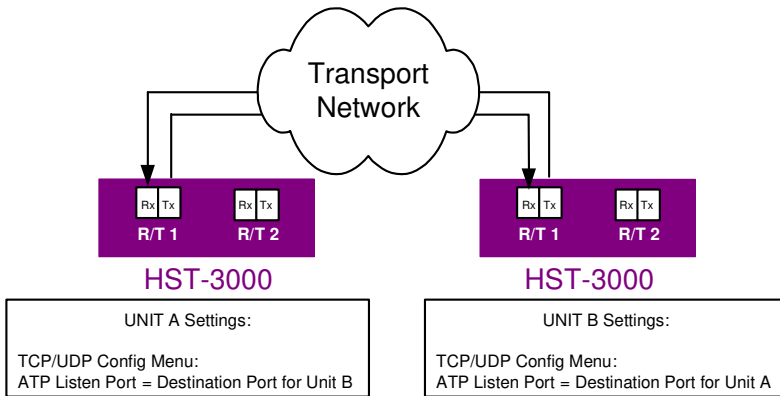 Transport
Network
Rx Tx
Rx Tx
Rx Tx
Rx Tx
R/T 1
R/T 2
R/T 1
R/T 2
HST-3000
HST-3000
UNIT A Settings:
TCP/UDP Config Menu:
ATP Listen Port = Destination Port for Unit B
UNIT B Settings:
TCP/UDP Config Menu:
ATP Listen Port = Destination Port for Unit A